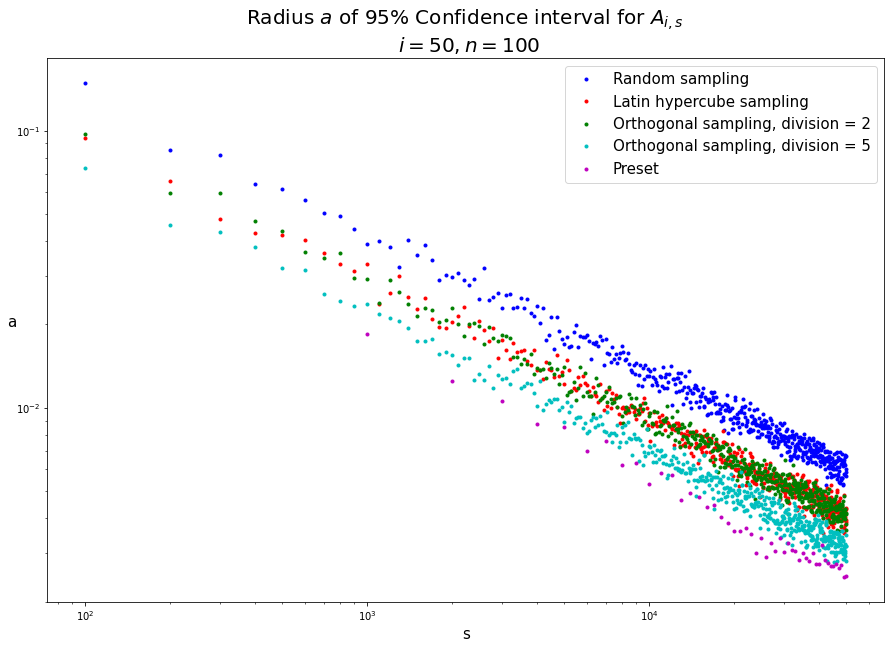 Radius a of 95% Confidence interval for A_{i,s}
i = 50, n = 100
Random sampling
Latin hypercube sampling
Orthogonal sampling, division = 2
Orthogonal sampling, division = 5
Preset
10^{-1}
a
10^{-2}
10^2
10^3
10^4
s